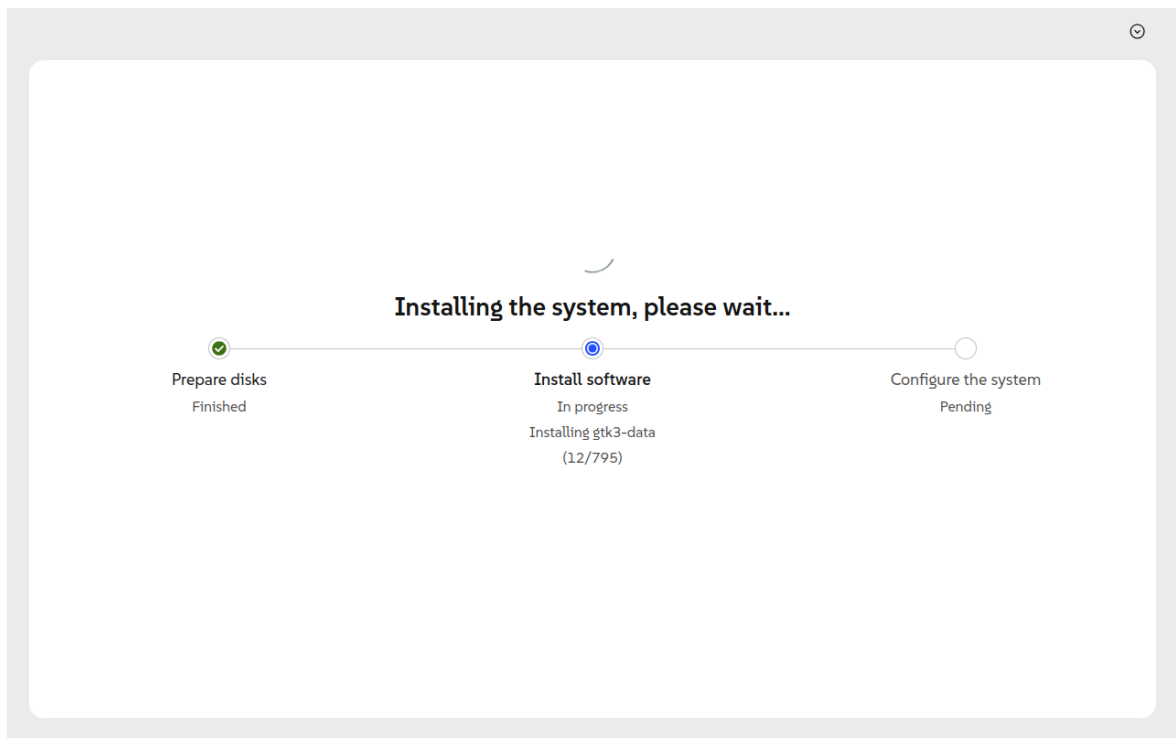 Installing the system, please wait...
Prepare disks
Finished
Install software
In progress
Installing gtk3-data
(12/795)
Configure the system
Pending